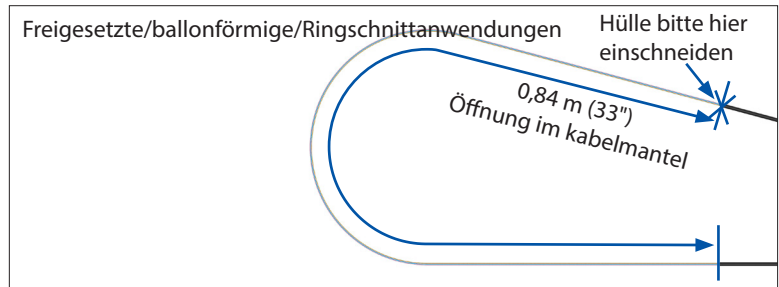 Freigesetzte/ballonförmige/Ringschnittanwendungen
Hülle bitte hier
einschneiden
0,84 m (33")
Öffnung im kabelmantel